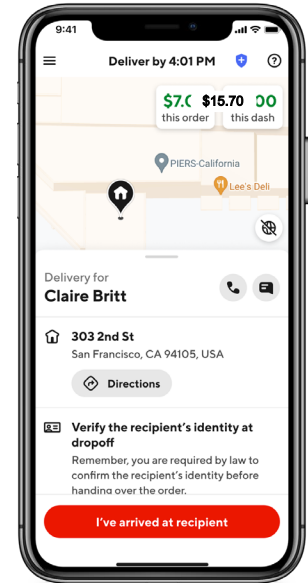 9:41
Deliver by 4:01 PM
$15.70
this order this dash
PIERS-California
Lee's Deli
Delivery for
Claire Britt
303 2nd St
San Francisco, CA 94105, USA
Directions
Verify the recipient's identity at
dropoff
Remember, you are required by law to
confirm the recipient's identity before
handing over the order.
I've arrived at recipient